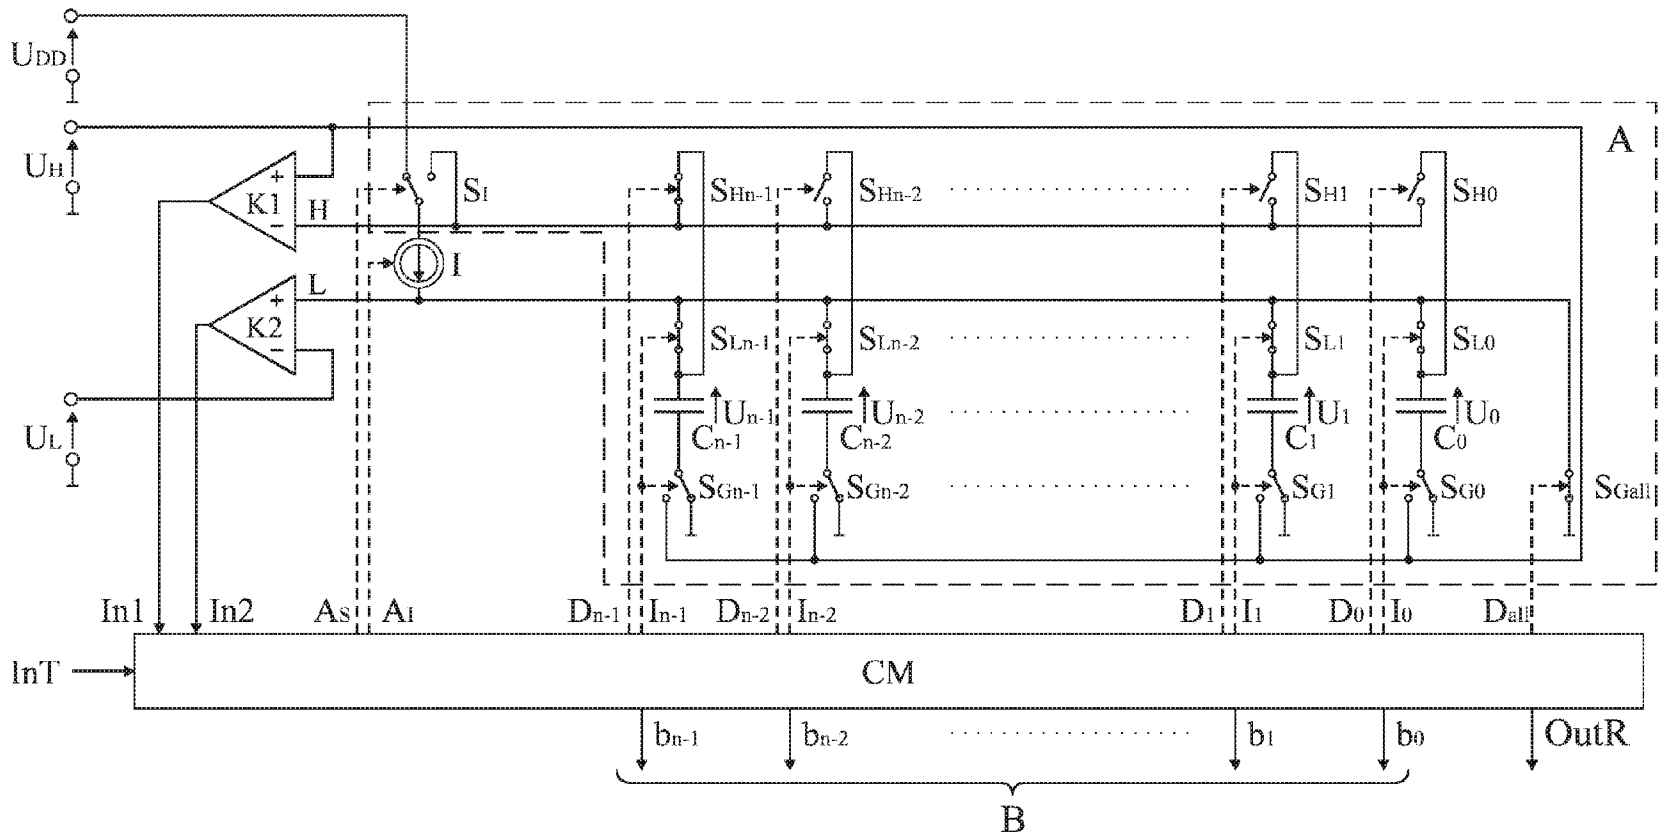 UDD
A
UH
K1
+
−
H
SI
SHn-1
SHn-2
SH1
SH0
I
L
K2
+
−
SLn-1
SLn-2
SL1
SL0
UL
Un-1
Un-2
U1
U0
Cn-1
Cn-2
C1
C0
SGn-1
SGn-2
SG1
SG0
SGall
In1
In2
AS
AI
Dn-1
In-1
Dn-2
In-2
D1
I1
D0
I0
Dall
InT
CM
bn-1
bn-2
b1
b0
OutR
B